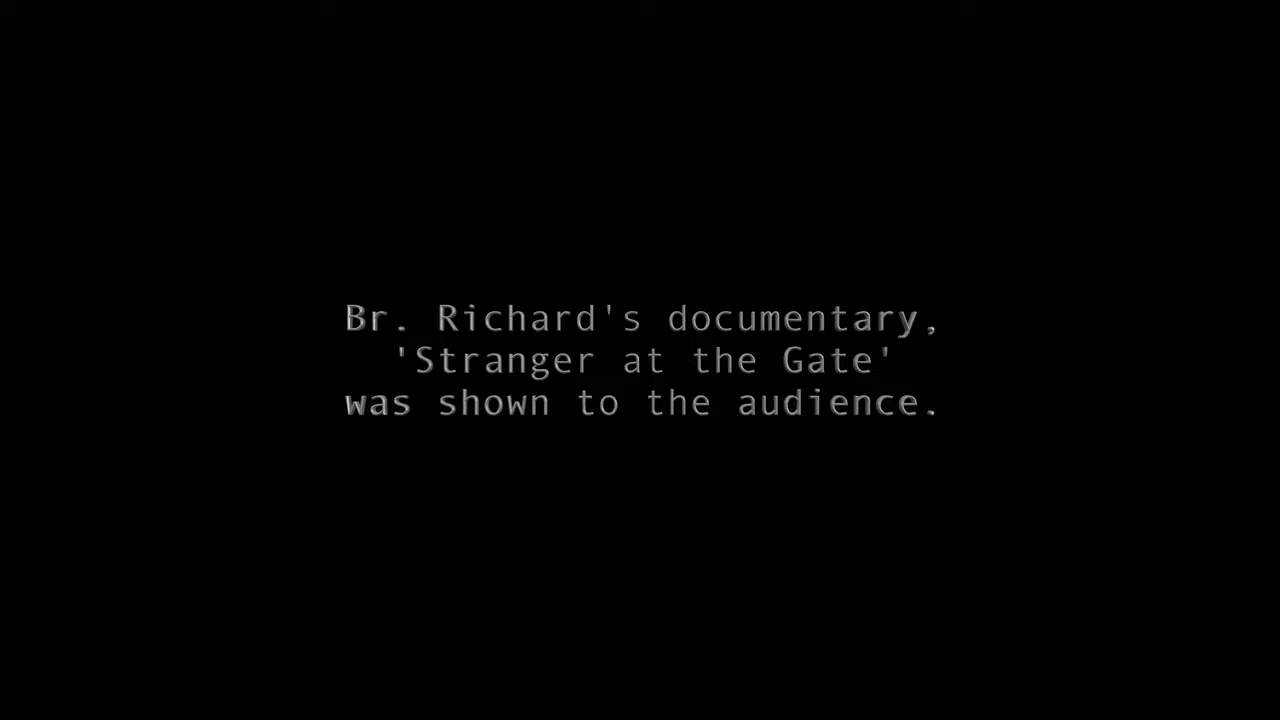 Br. Richard's documentary,
'Stranger at the Gate'
was shown to the audience.